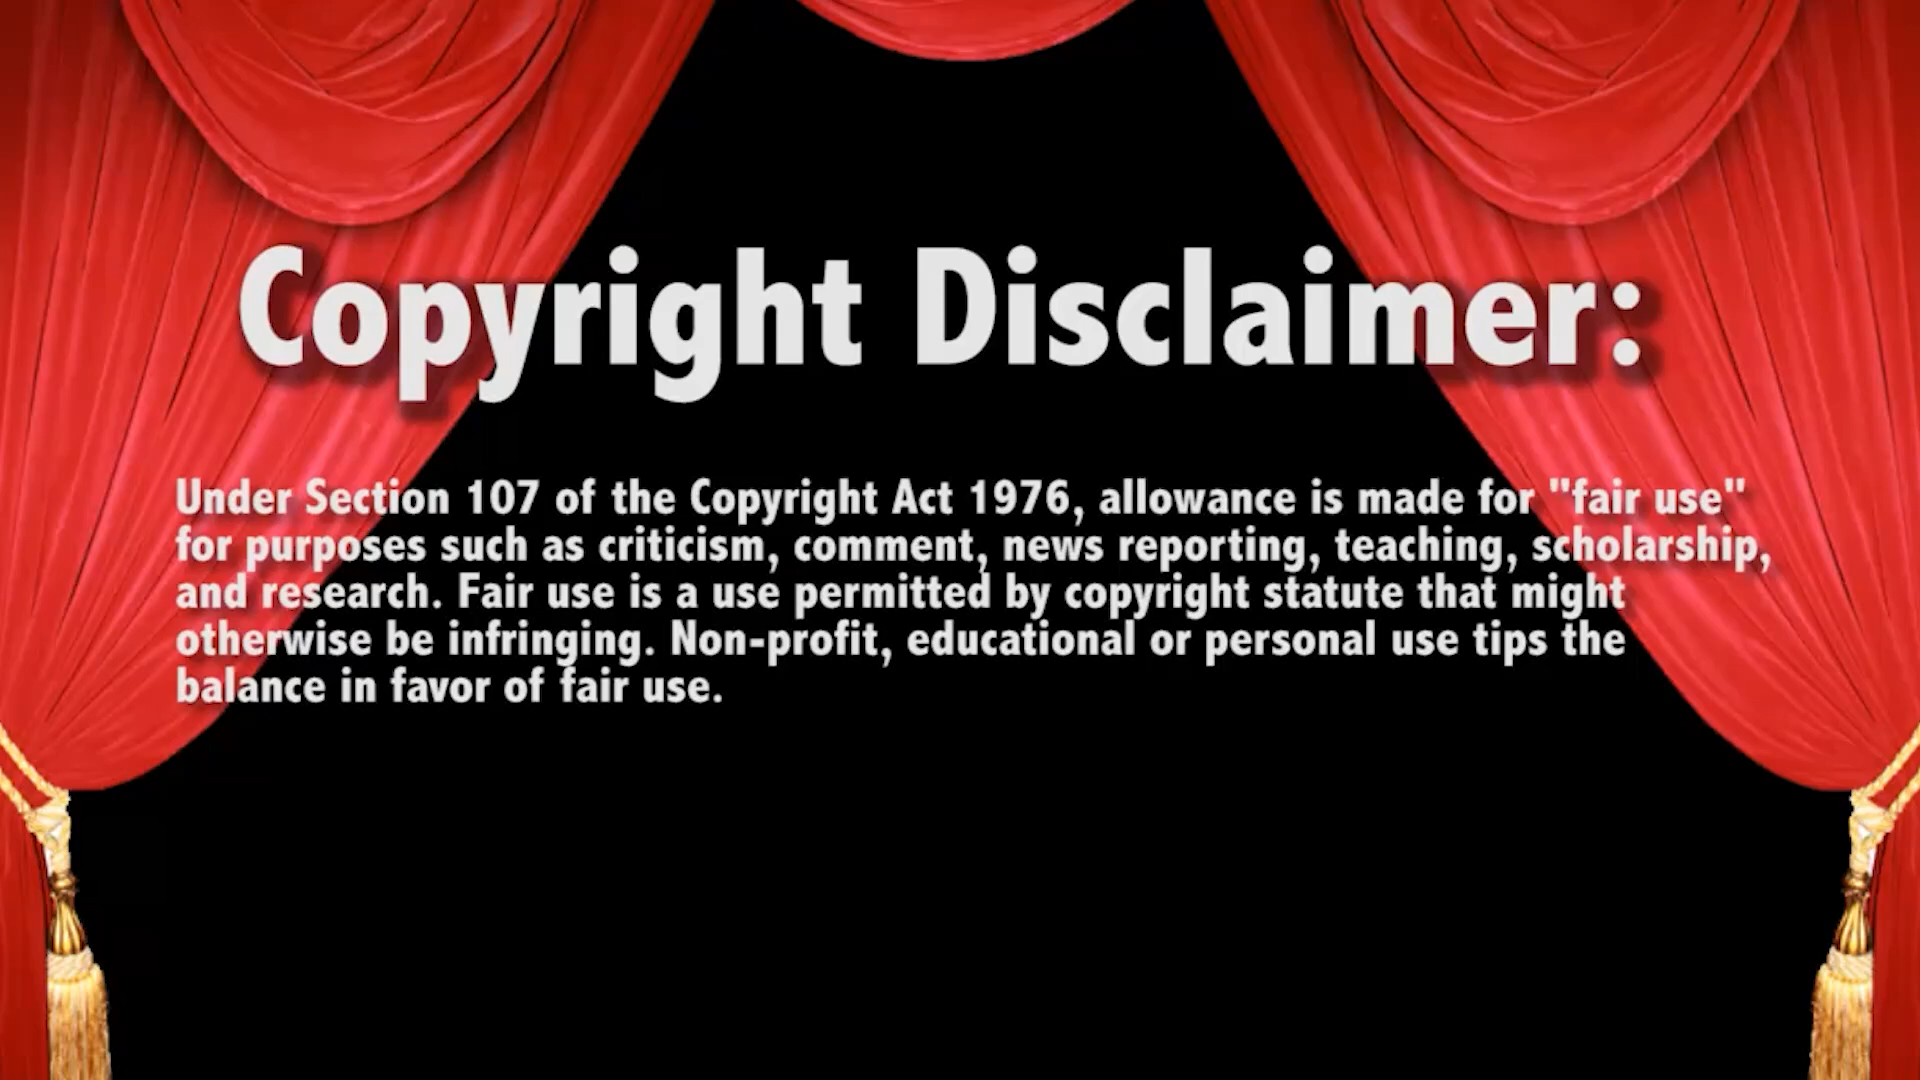 Copyright Disclaimer:
Under Section 107 of the Copyright Act 1976, allowance is made for "fair use"
for purposes such as criticism, comment, news reporting, teaching, scholarship,
and research. Fair use is a use permitted by copyright statute that might
otherwise be infringing. Non-profit, educational or personal use tips the
balance in favor of fair use.